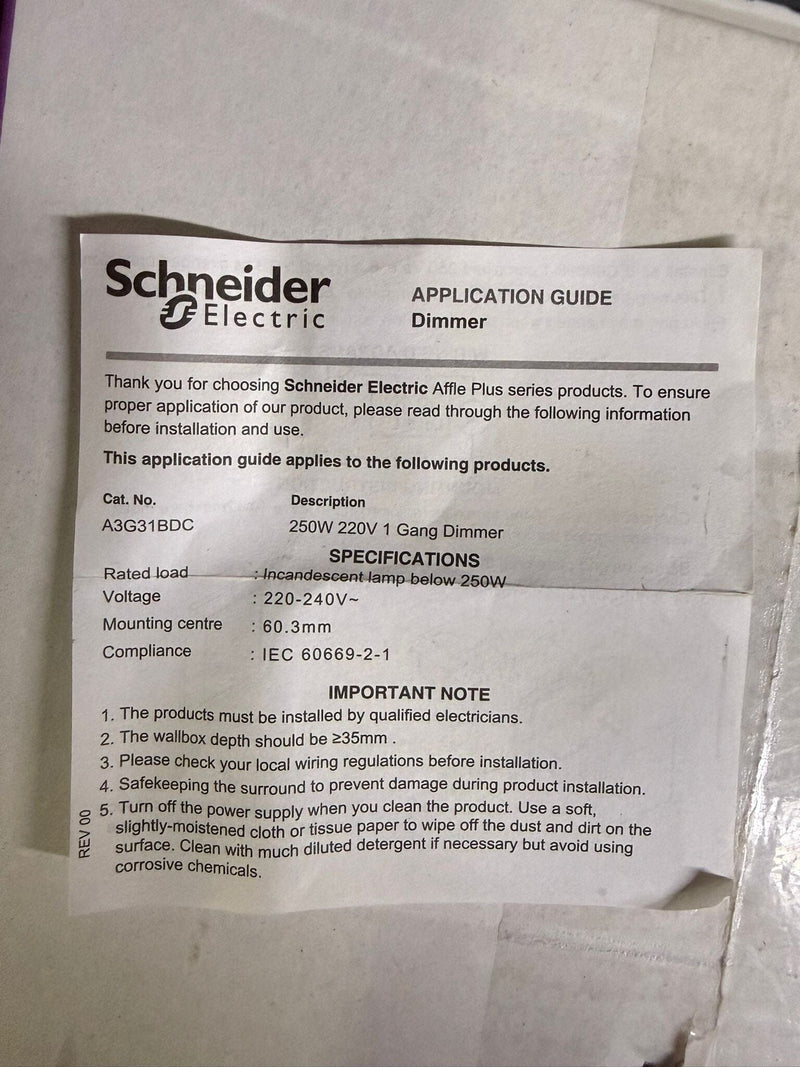 Schneider
Electric
APPLICATION GUIDE
Dimmer
Thank you for choosing Schneider Electric Affle Plus series products. To ensure
proper application of our product, please read through the following information
before installation and use.
This application guide applies to the following products.
Cat. No. Description
A3G31BDC 250W 220V 1 Gang Dimmer
SPECIFICATIONS
Rated load : Incandescent lamp below 250W
Voltage : 220-240V~
Mounting centre : 60.3mm
Compliance : IEC 60669-2-1
IMPORTANT NOTE
1. The products must be installed by qualified electricians.
2. The wallbox depth should be ≥35mm .
3. Please check your local wiring regulations before installation.
4. Safekeeping the surround to prevent damage during product installation.
5. Turn off the power supply when you clean the product. Use a soft,
slightly-moistened cloth or tissue paper to wipe off the dust and dirt on the
surface. Clean with much diluted detergent if necessary but avoid using
corrosive chemicals.
REV 00